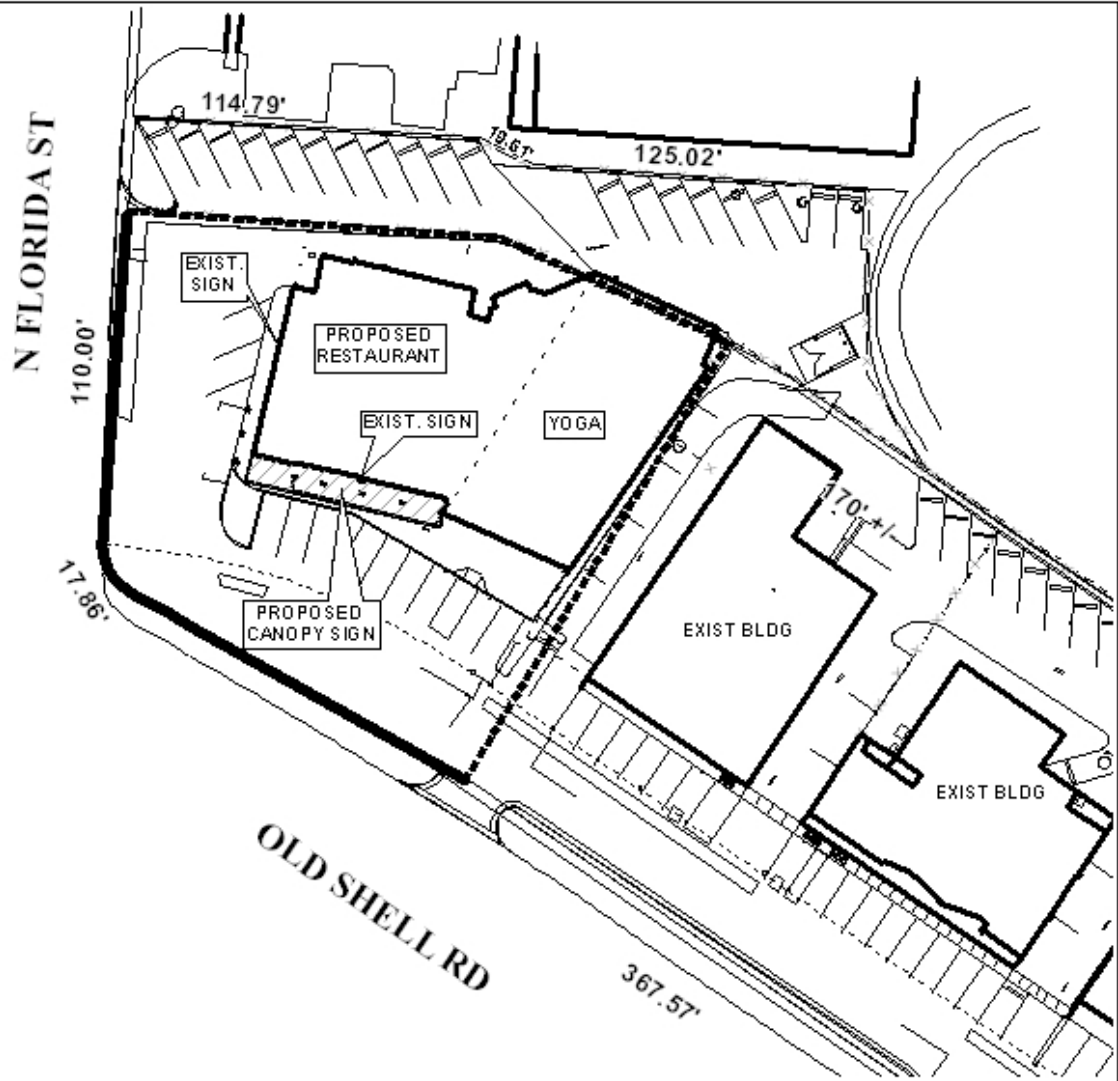 N FLORIDA ST
114.79'
19.61'
125.02'
EXIST.
SIGN
PROPOSED
RESTAURANT
110.00'
EXIST. SIGN
YOGA
170' +/-
17.86'
PROPOSED
CANOPY SIGN
EXIST BLDG
EXIST BLDG
OLD SHELL RD
367.57'